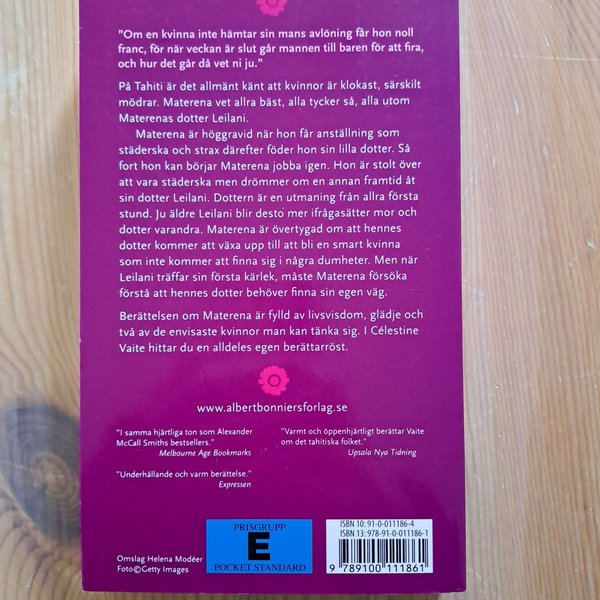 "Om en kvinna inte hämtar sin mans avlöning får hon noll
franc, för när veckan är slut går mannen till baren för att fira,
och hur det går då vet ni ju."
På Tahiti är det allmänt känt att kvinnor är klokast, särskilt
mödrar. Materena vet allra bäst, alla tycker så, alla utom
Materenas dotter Leilani.
Materena är höggravid när hon får anställning som
städerska och strax därefter föder hon sin lilla dotter. Så
fort hon kan börjar Materena jobba igen. Hon är stolt över
att vara städerska men drömmer om en annan framtid åt
sin dotter Leilani. Dottern är en utmaning från allra första
stund. Ju äldre Leilani blir desto mer ifrågasätter mor och
dotter varandra. Materena är övertygad om att hennes
dotter kommer att växa upp till att bli en smart kvinna
som inte kommer att finna sig i några dumheter. Men när
Leilani träffar sin första kärlek, måste Materena försöka
förstå att hennes dotter behöver finna sin egen väg.
Berättelsen om Materena är fylld av livsvisdom, glädje och
två av de envisaste kvinnor man kan tänka sig. I Célestine
Vaite hittar du en alldeles egen berättarröst.
www.albertbonniersforlag.se
"I samma hjärtliga ton som Alexander
McCall Smiths bestsellers."
Melbourne Age Bookmarks
"Underhållande och varm berättelse."
Expressen
"Varmt och öppenhjärtligt berättar Vaite
om det tahitiska folket."
Upsala Nya Tidning
Omslag Helena Modéer
Foto©Getty Images
PRISGRUPP
E
POCKET STANDARD
ISBN 10: 91-0-011186-4
ISBN 13: 978-91-0-011186-1
9 789100 111861